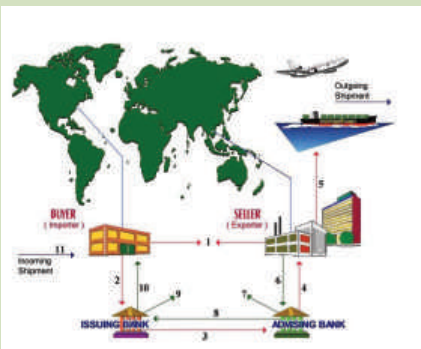 Outgoing
Shipment
BUYER
( Importer )
SELLER
( Exporter )
5
1
11
Incoming
Shipment
2
10
9
6
4
7
8
ISSUING BANK
ADVISING BANK
3